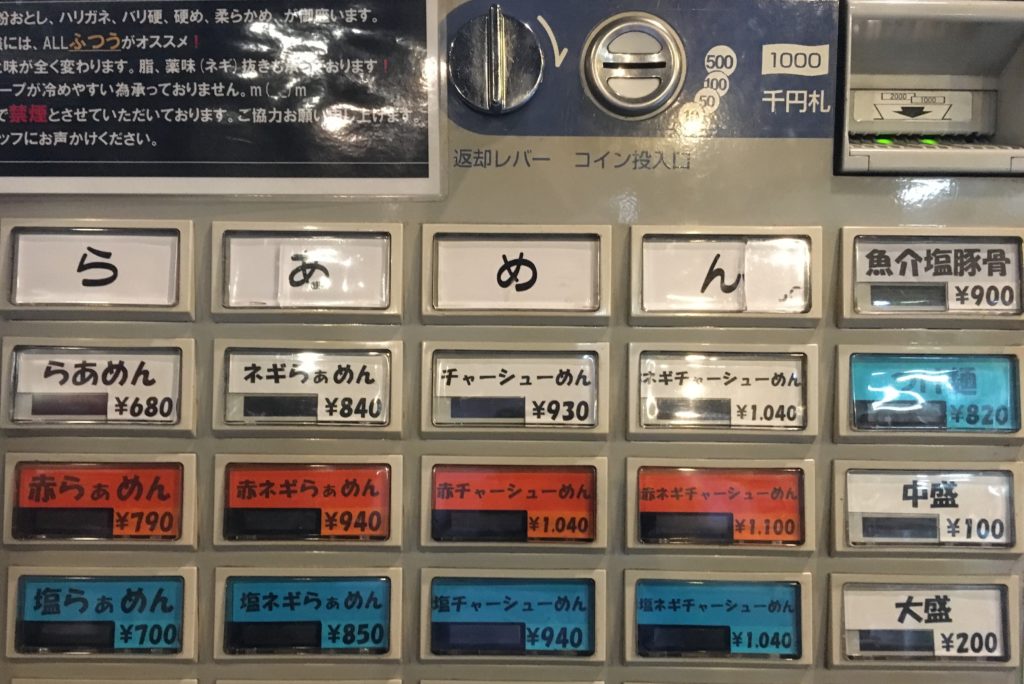 粉おとし、ハリガネ、バリ硬、硬め、柔らかめ、が御座います。
には、ALLふつうがオススメ!
味が全く変わります。脂、薬味(ネギ)抜きも
ープが冷めやすい為承っておりません。m(_ _)m
で禁煙とさせていただいております。ご協力お願い申し上げます。
ッフにお声かけください。
500
100
50
10
1000
千円札
2000
1000
返却レバー
コイン投入口
ら
あ
め
ん
魚介塩豚骨
¥900
らあめん
¥680
ネギらぁめん
¥840
チャーシューめん
¥930
ネギチャーシューめん
¥1.040
¥820
赤らぁめん
¥790
赤ネギらぁめん
¥940
赤チャーシューめん
¥1.040
赤ネギチャーシューめん
¥1.100
中盛
¥100
塩らぁめん
¥700
塩ネギらぁめん
¥850
塩チャーシューめん
¥940
塩ネギチャーシューめん
¥1.040
大盛
¥200